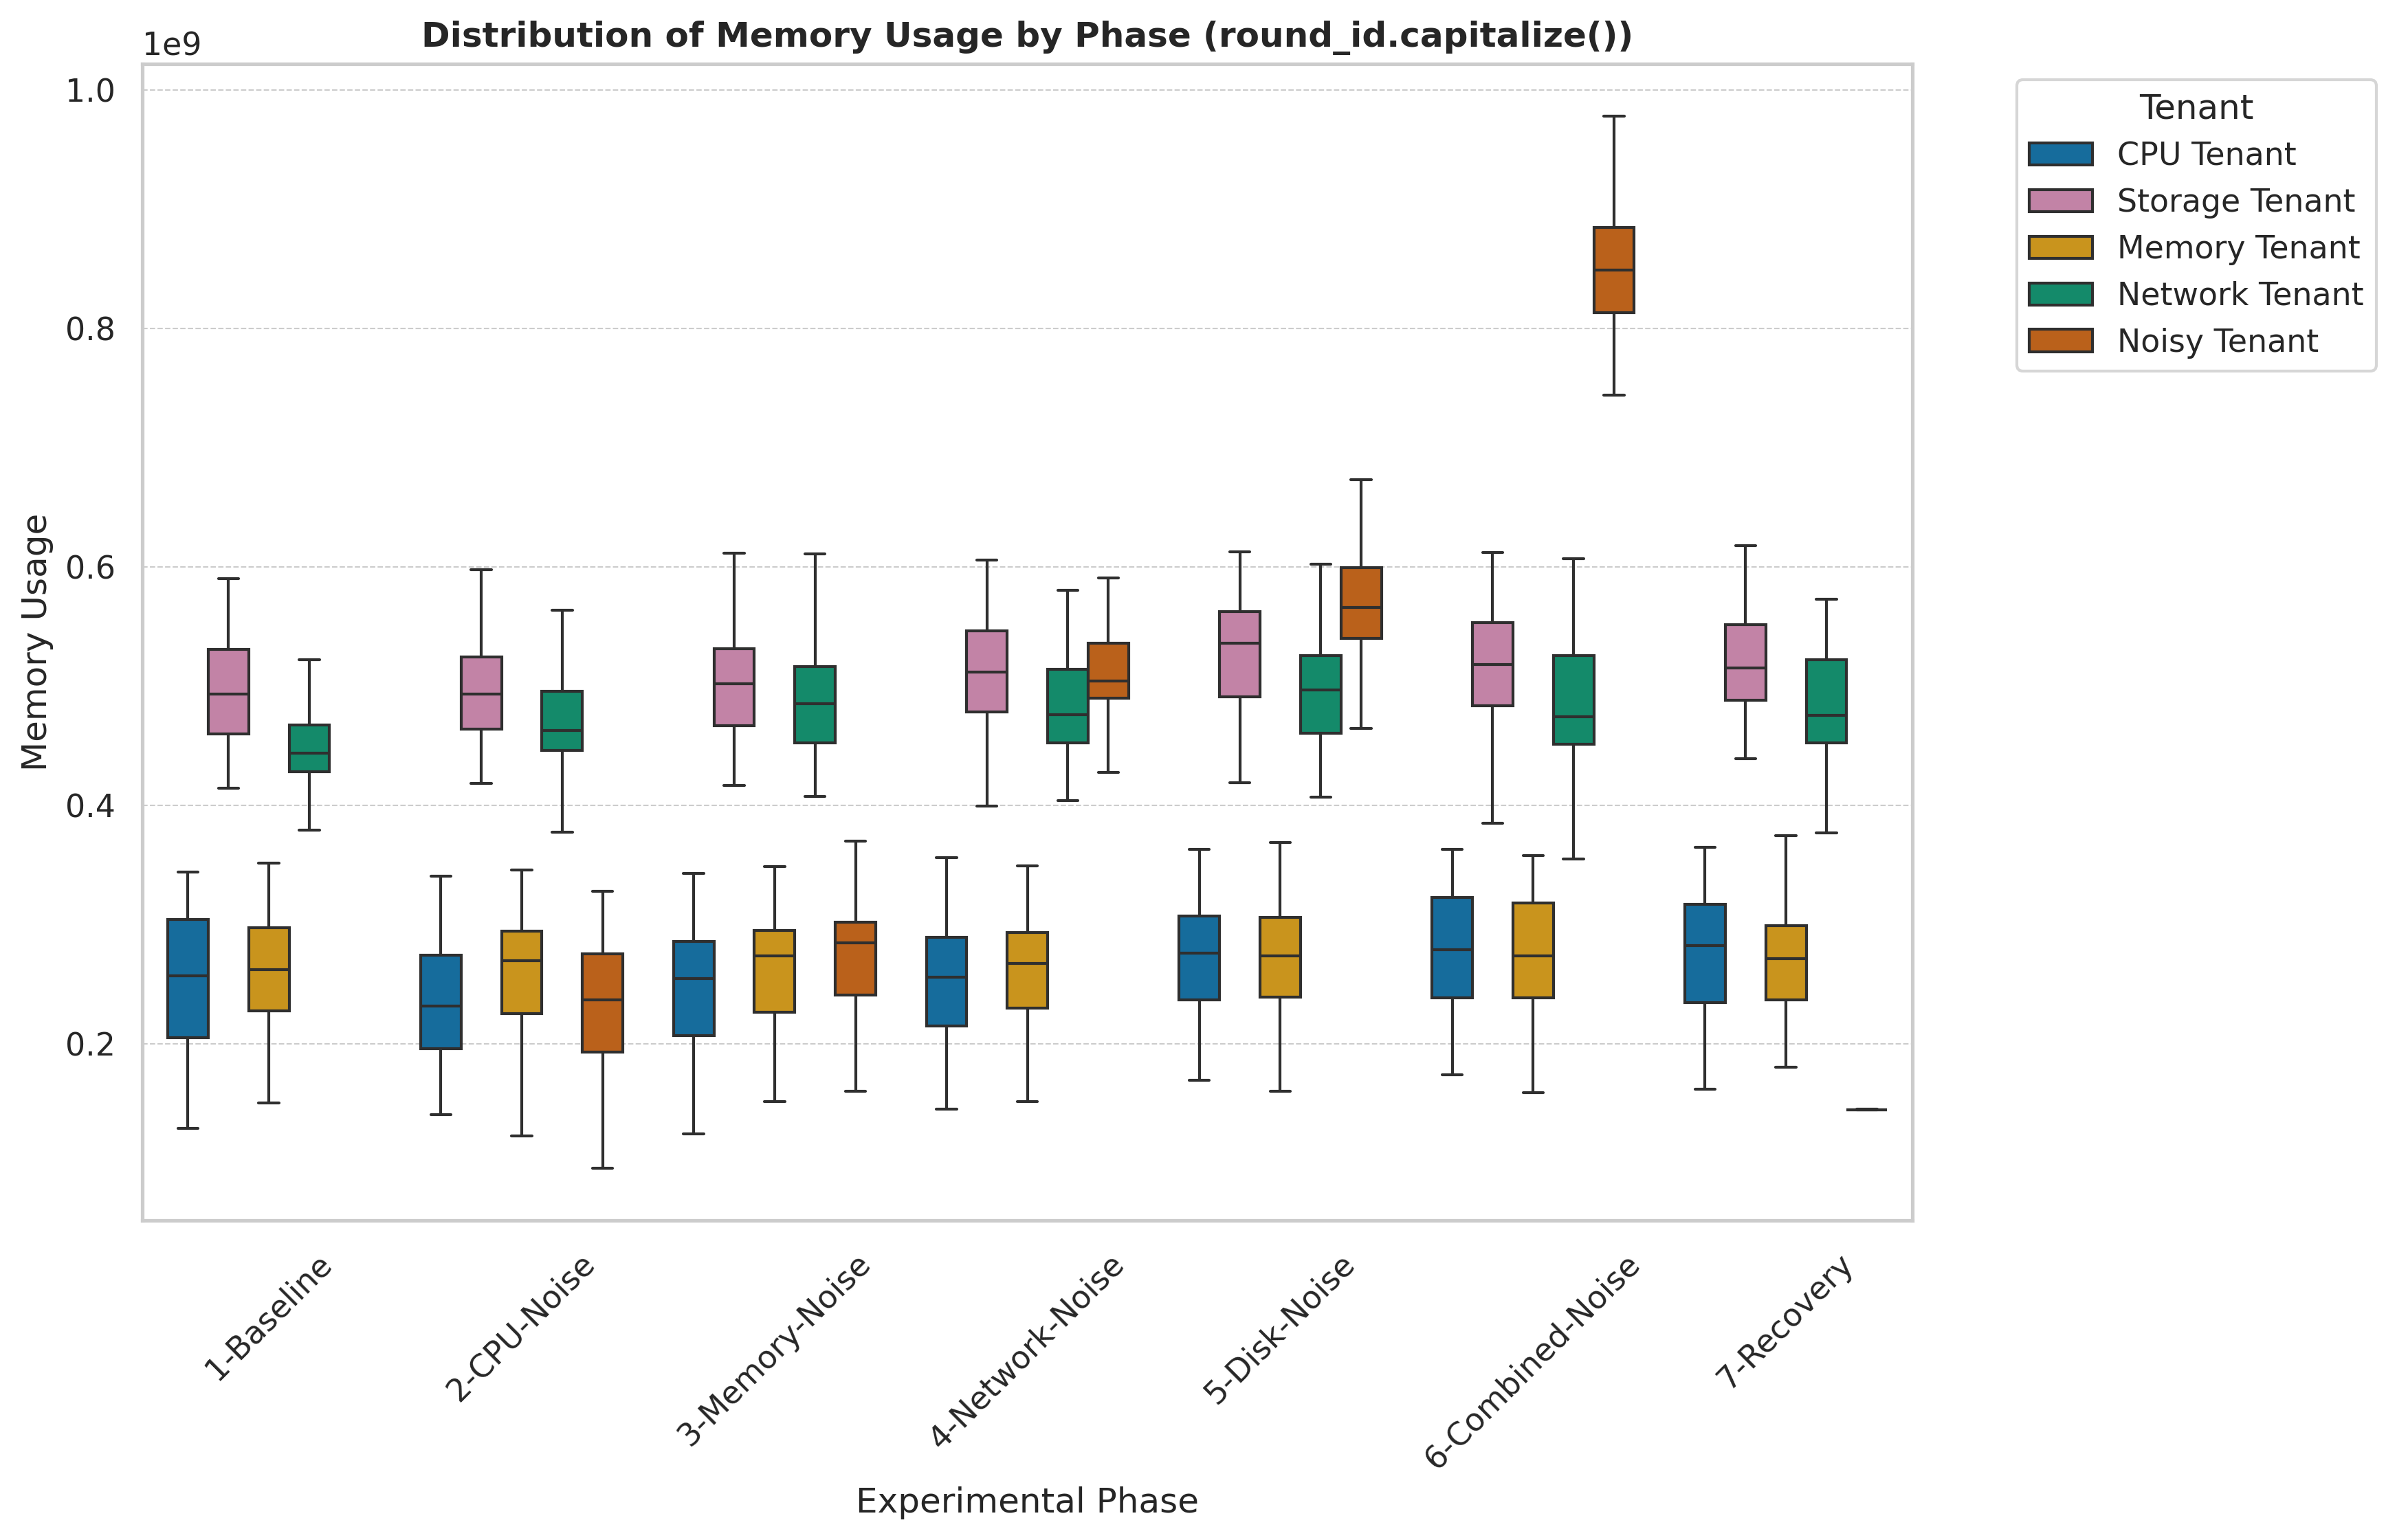 Distribution of Memory Usage by Phase (round_id.capitalize())
1e9
1.0
0.8
0.6
0.4
0.2
Memory Usage
1-Baseline
2-CPU-Noise
3-Memory-Noise
4-Network-Noise
5-Disk-Noise
6-Combined-Noise
7-Recovery
Experimental Phase
Tenant
CPU Tenant
Storage Tenant
Memory Tenant
Network Tenant
Noisy Tenant